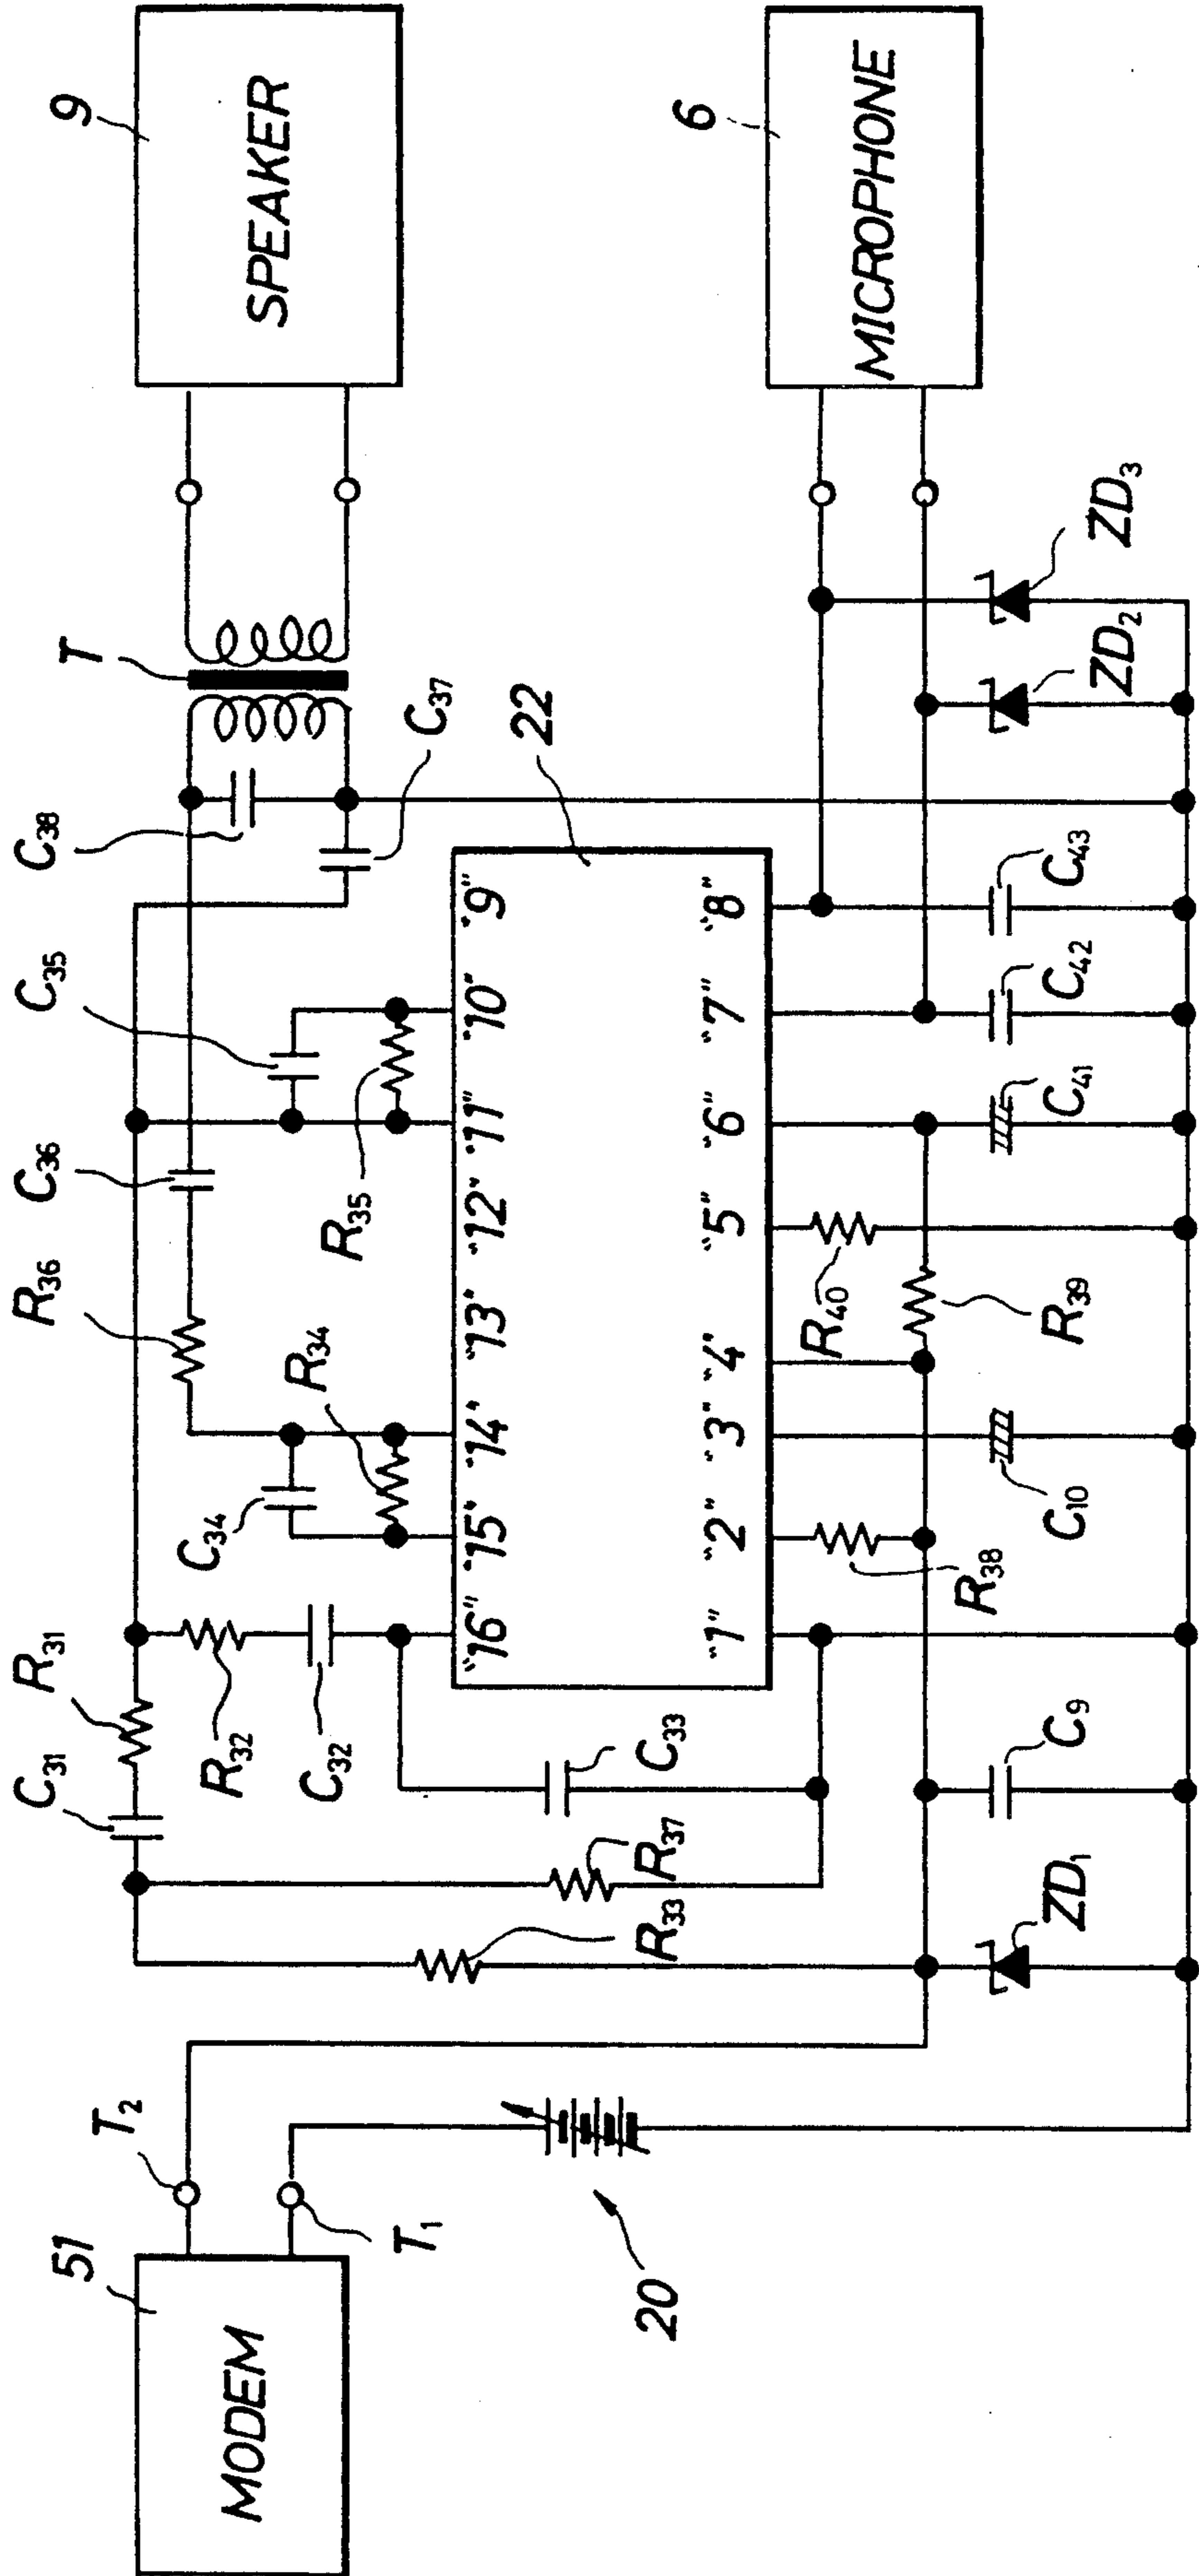 51
MODEM
T2
T1
20
C31
R31
R32
C32
R33
R37
C33
ZD1
C9
C34
R34
R36
C36
C35
R35
C38
T
C37
22
9
SPEAKER
6
MICROPHONE
"16" "15" "14" "13" "12" "11" "10" "9"
"1" "2" "3" "4" "5" "6" "7" "8"
R38
C10
R39
R40
C41
C42
C43
ZD2
ZD3